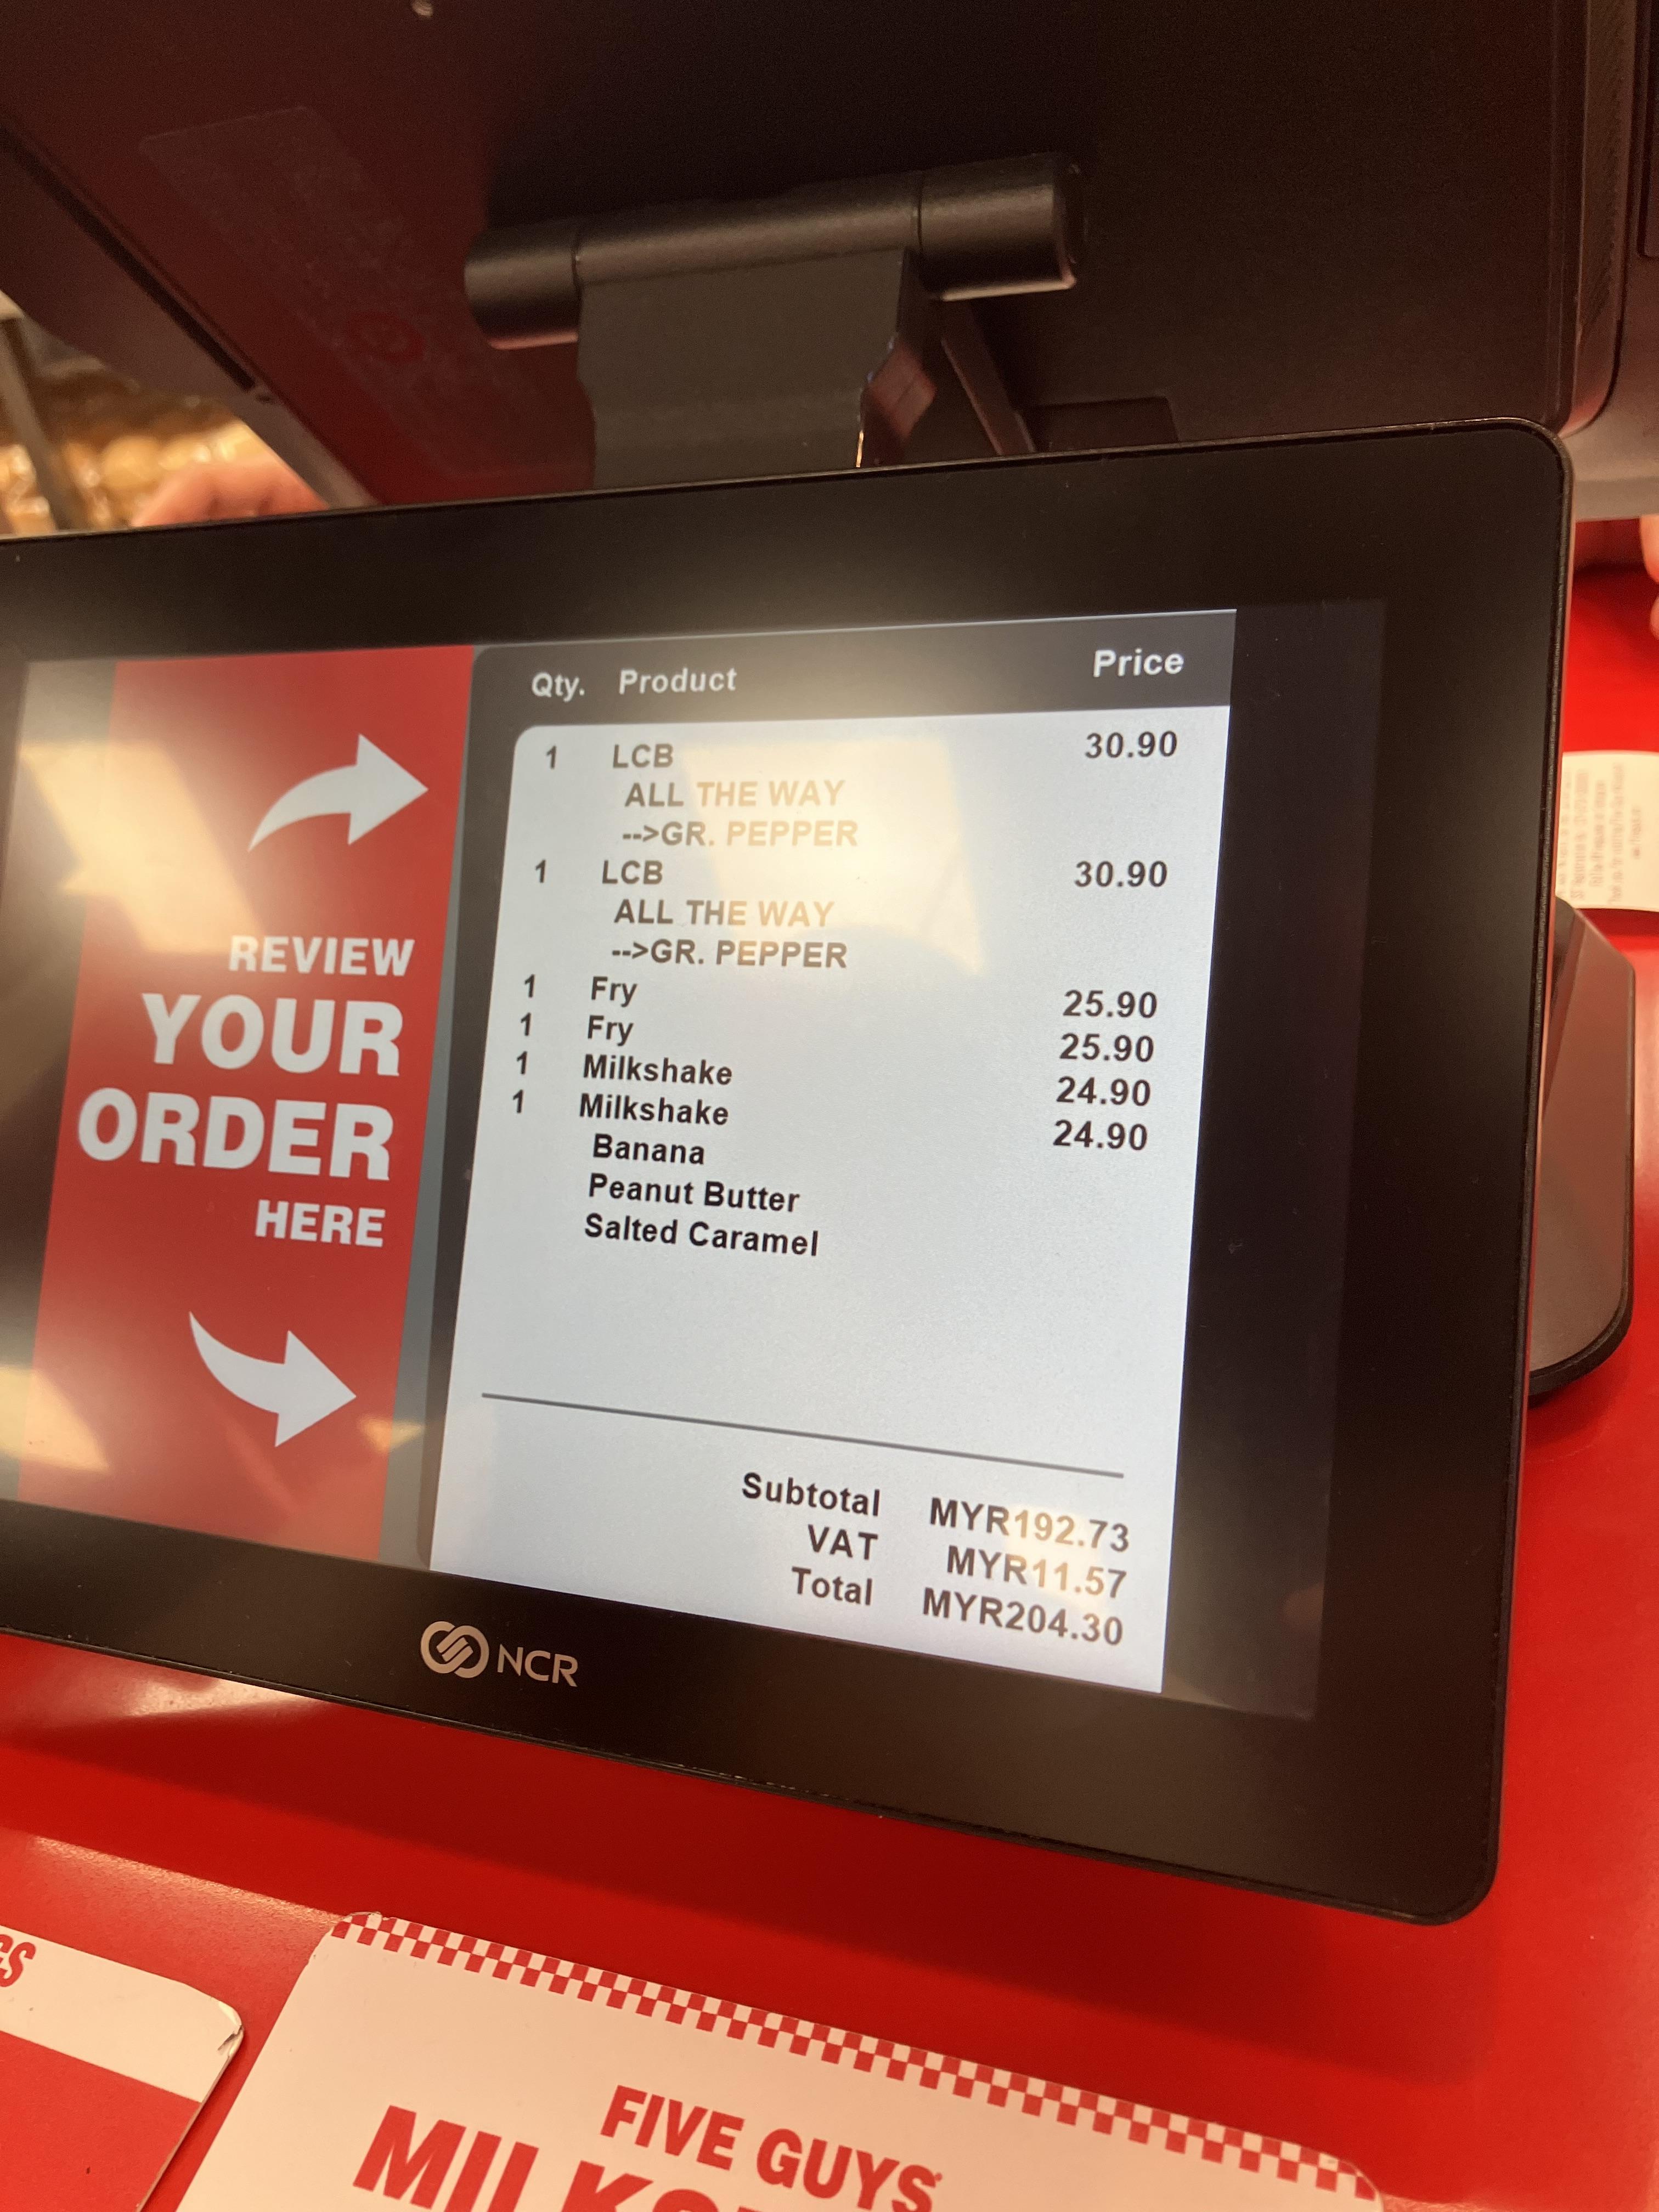 Qty. Product Price
1 LCB 30.90
ALL THE WAY
-->GR. PEPPER
1 LCB 30.90
ALL THE WAY
-->GR. PEPPER
1 Fry 25.90
1 Fry 25.90
1 Milkshake 24.90
1 Milkshake 24.90
Banana
Peanut Butter
Salted Caramel
Subtotal MYR192.73
VAT MYR11.57
Total MYR204.30
REVIEW
YOUR
ORDER
HERE
NCR
FIVE GUYS